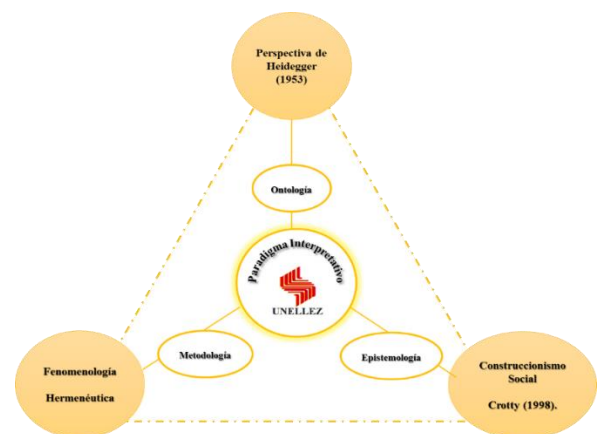 Perspectiva de
Heidegger
(1953)
Ontología
Paradigma Interpretativo
UNELLEZ
Metodología
Epistemología
Fenomenología
Hermenéutica
Construccionismo
Social
Crotty (1998).